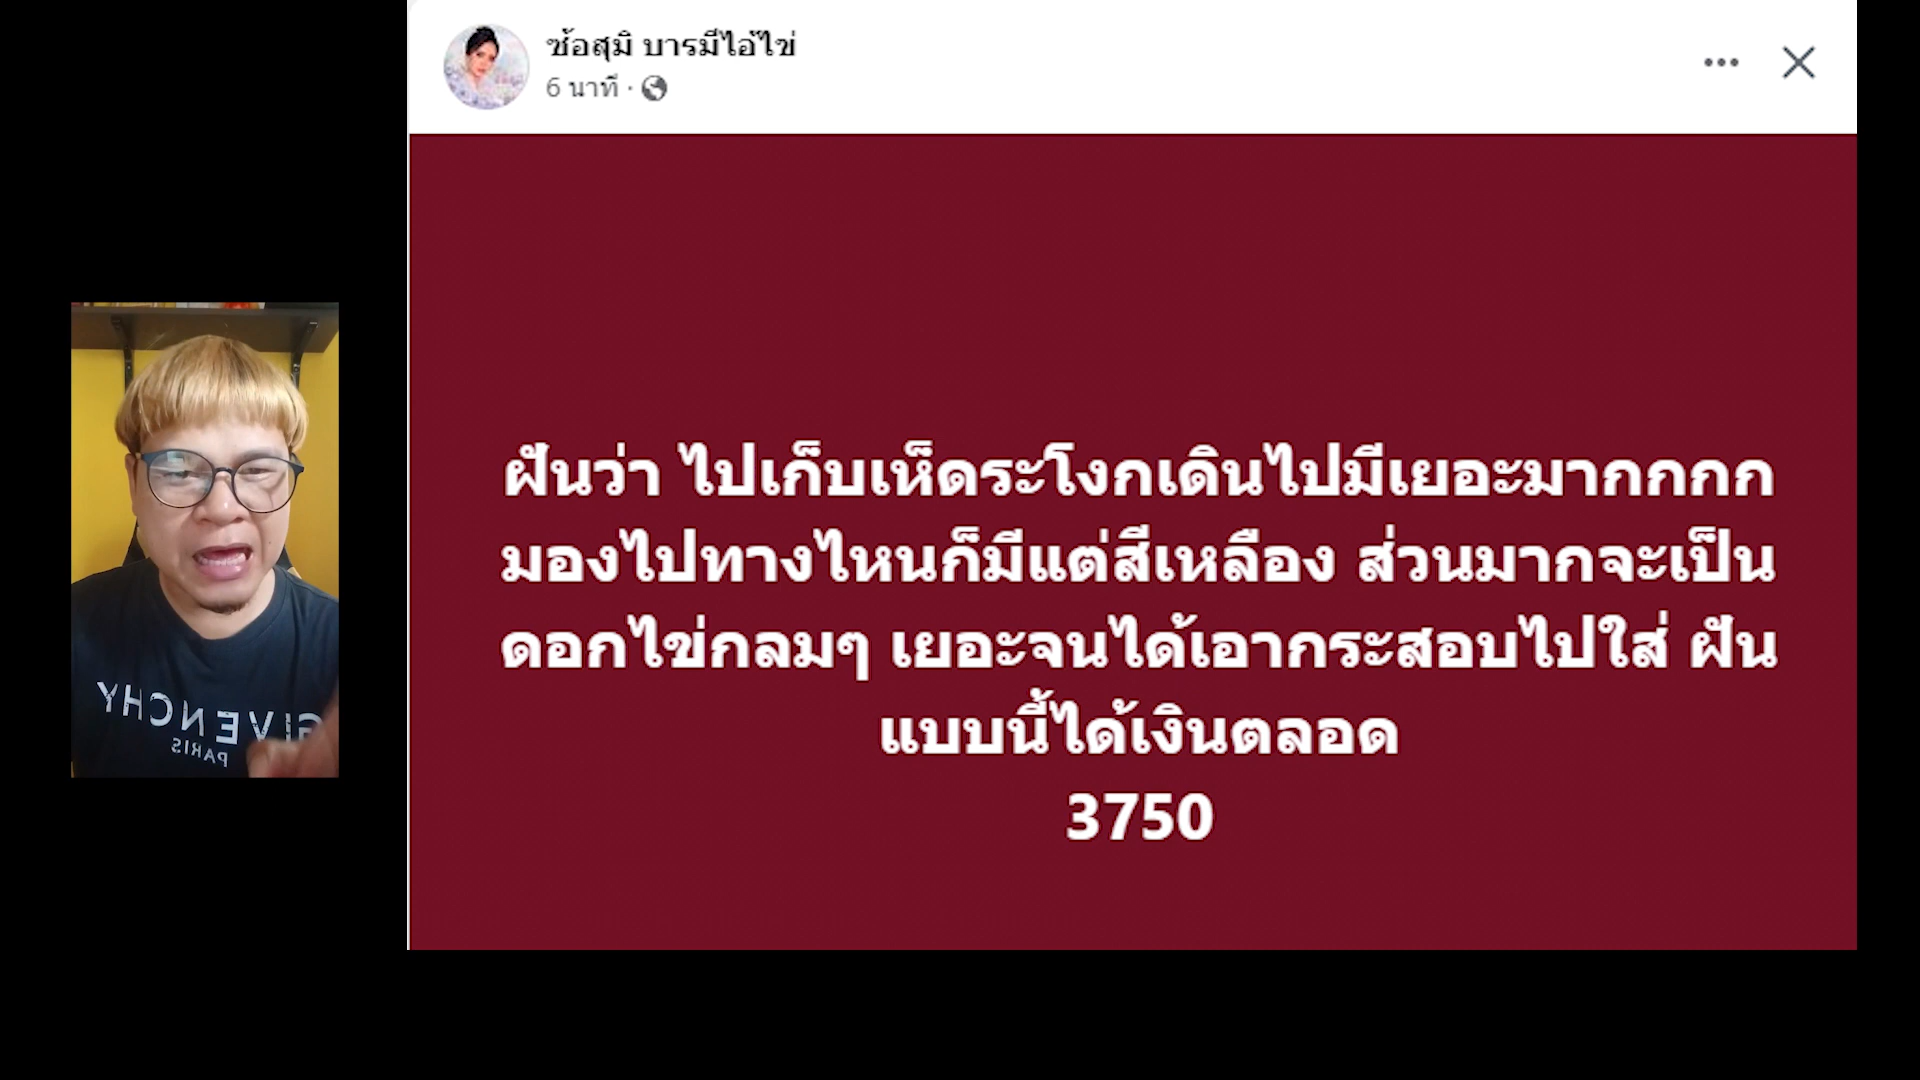 ซ้อสุมิ บารมีไอ้ไข่
6 นาที ·
ฝันว่า ไปเก็บเห็ดระโงกเดินไปมีเยอะมากกกก
มองไปทางไหนก็มีแต่สีเหลือง ส่วนมากจะเป็น
ดอกไข่กลมๆ เยอะจนได้เอากระสอบไปใส่ ฝัน
แบบนี้ได้เงินตลอด
3750
GIVENCHY
PARIS